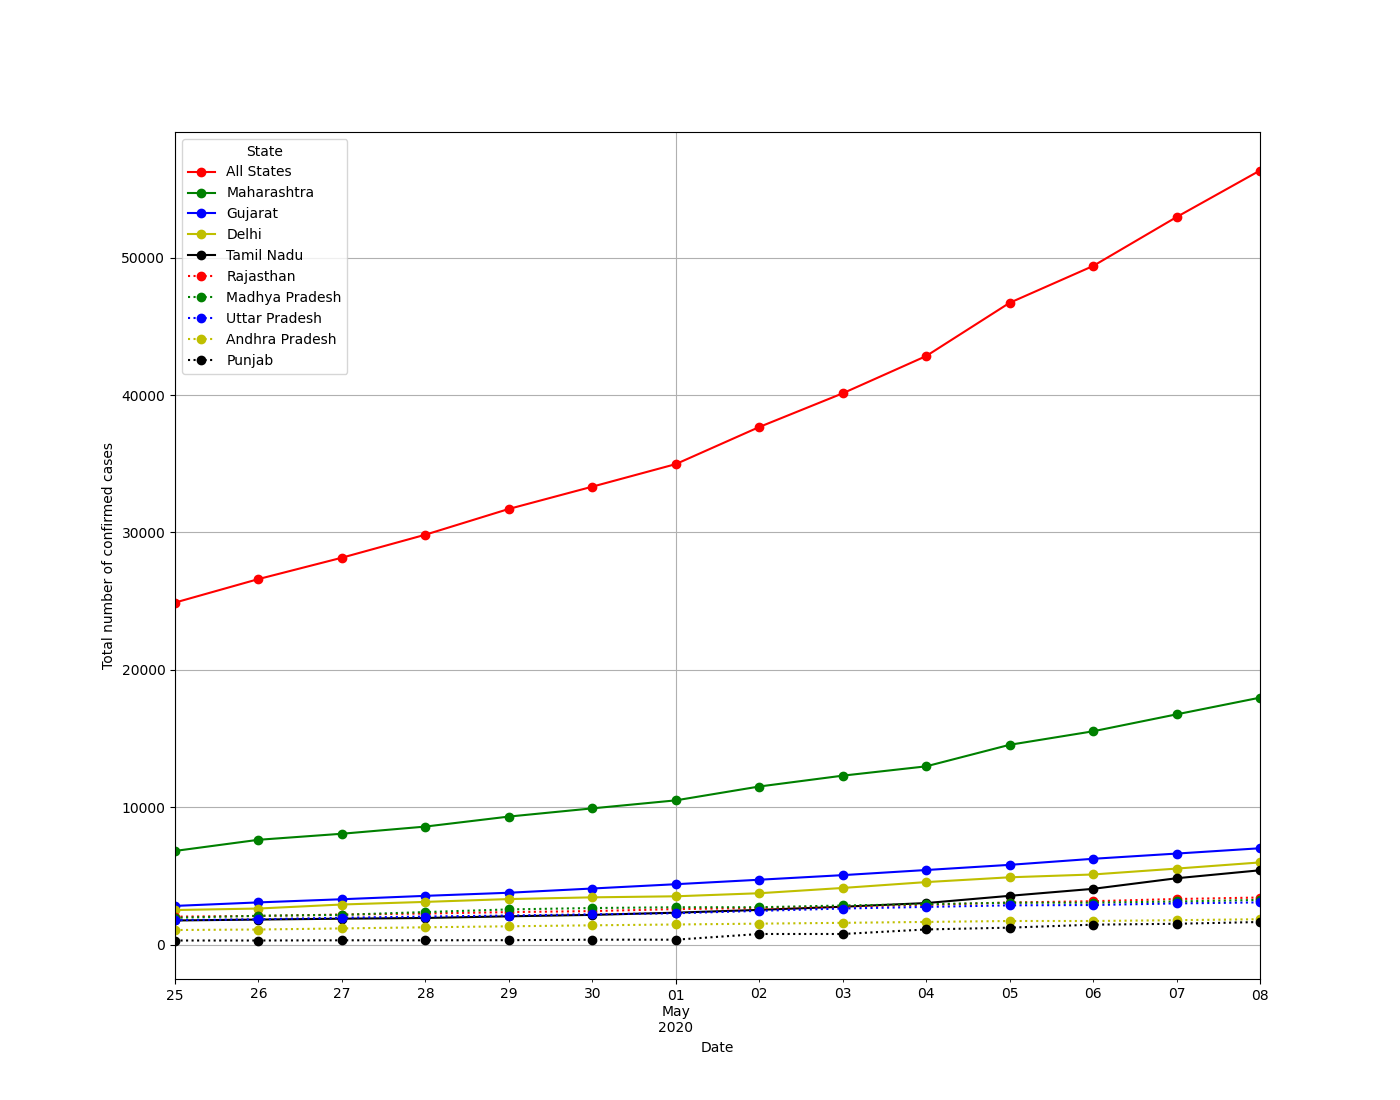 State
All States
Maharashtra
Gujarat
Delhi
Tamil Nadu
Rajasthan
Madhya Pradesh
Uttar Pradesh
Andhra Pradesh
Punjab
50000
40000
30000
20000
10000
0
Total number of confirmed cases
25 26 27 28 29 30 01 02 03 04 05 06 07 08
May
2020
Date